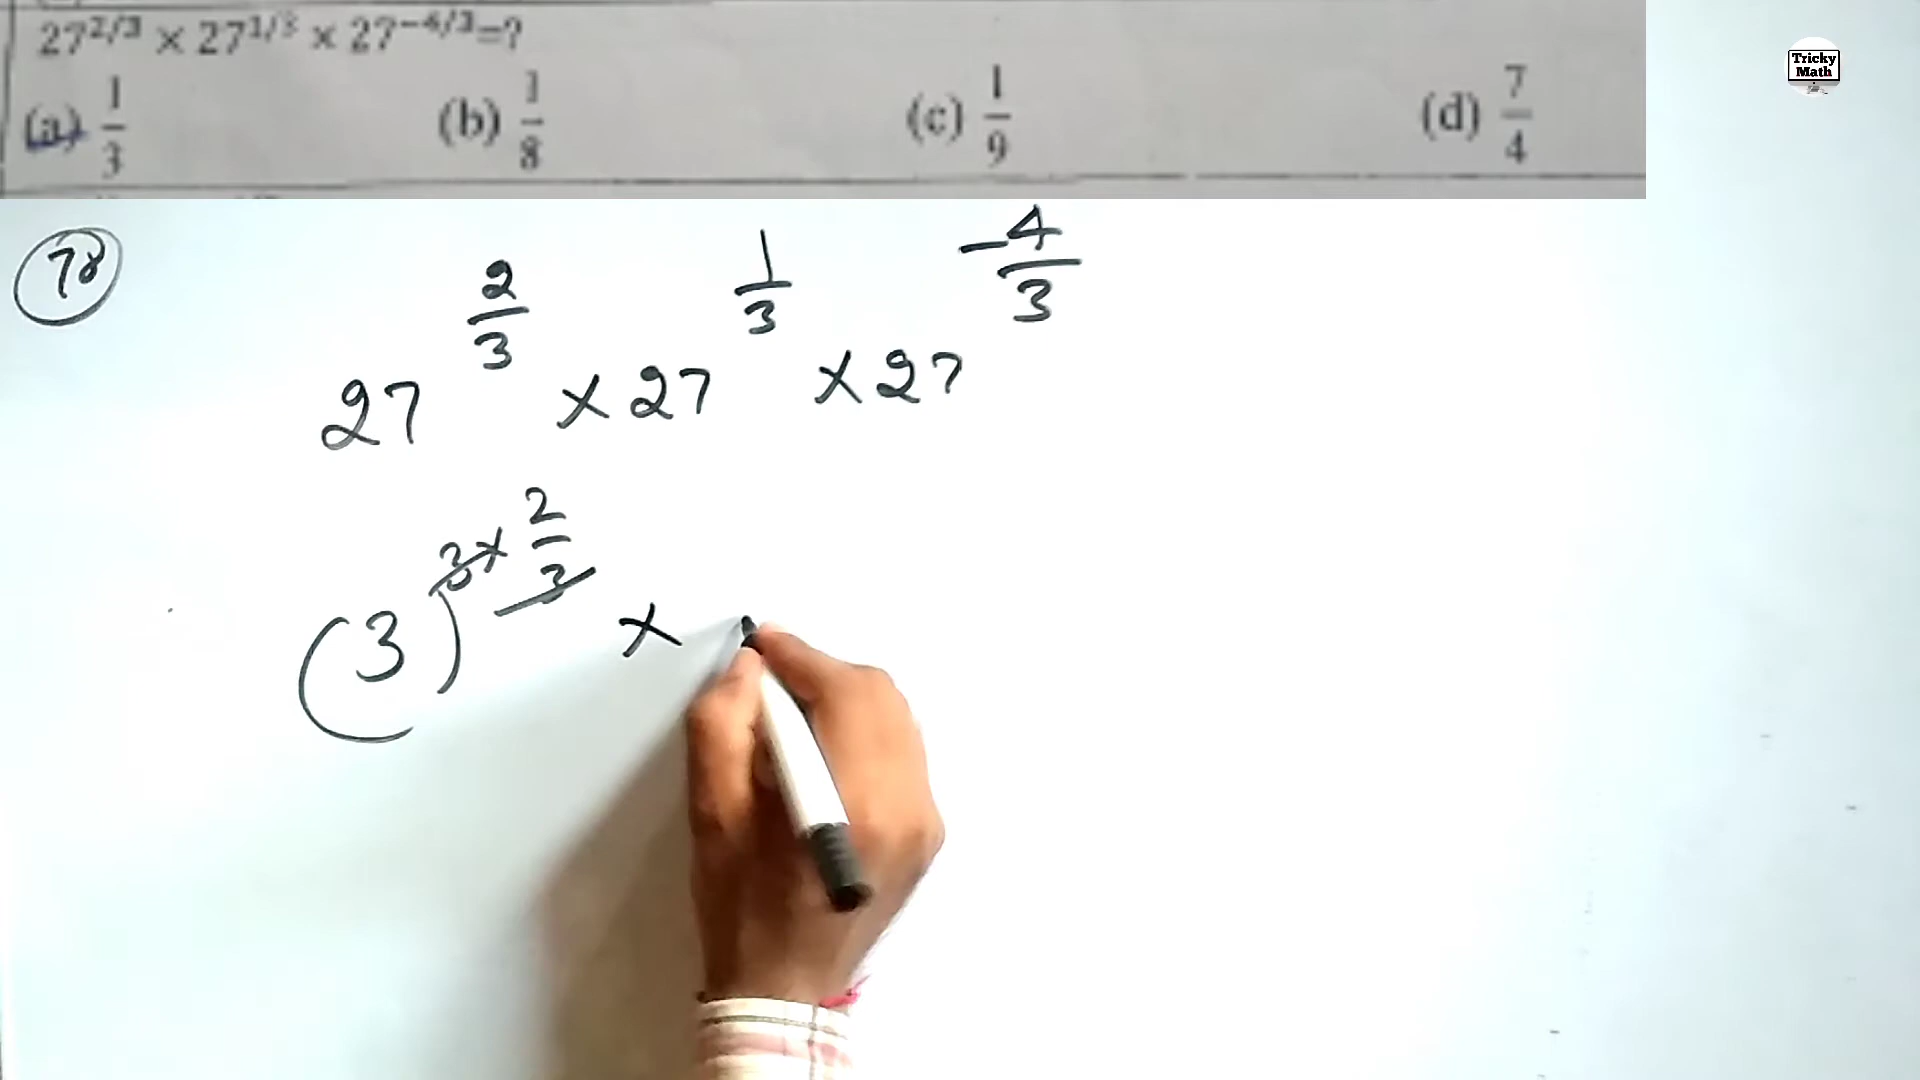 27^{2/3} × 27^{1/3} × 27^{-4/3}=?
(a) 1/3 (b) 1/8 (c) 1/9 (d) 7/4
Tricky
Math
78
27^{2/3} × 27^{1/3} × 27^{-4/3}
(3)^{3×2/3} ×